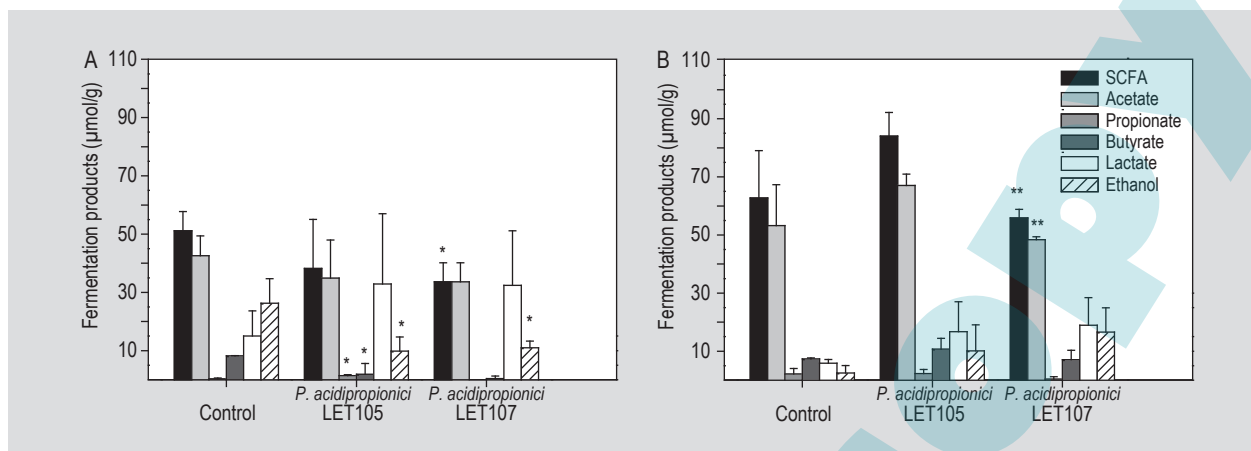 A
110
90
70
50
30
10
Fermentation products (µmol/g)
*
*
*
*
*
Control
P. acidipropionici
LET105
P. acidipropionici
LET107
B
110
90
70
50
30
10
Fermentation products (µmol/g)
SCFA
Acetate
Propionate
Butyrate
Lactate
Ethanol
**
**
Control
P. acidipropionici
LET105
P. acidipropionici
LET107